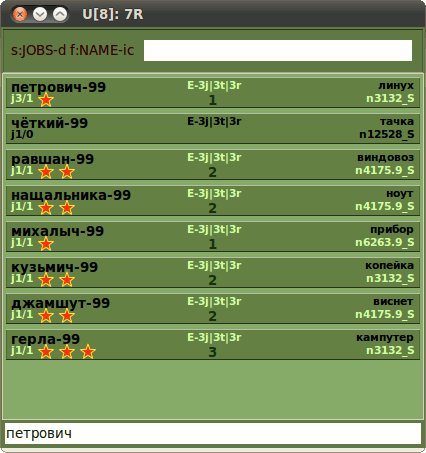 U[8]: 7R
s:JOBS-d f:NAME-ic
петрович-99 E-3j|3t|3r линух
j3/1 1 n3132_S
чёткий-99 E-3j|3t|3r тачка
j1/0 n12528_S
равшан-99 E-3j|3t|3r виндовоз
j1/1 2 n4175.9_S
нащальника-99 E-3j|3t|3r ноут
j1/1 2 n4175.9_S
михалыч-99 E-3j|3t|3r прибор
j1/1 1 n6263.9_S
кузьмич-99 E-3j|3t|3r копейка
j1/1 2 n3132_S
джамшут-99 E-3j|3t|3r виснет
j1/1 2 n4175.9_S
герла-99 E-3j|3t|3r кампутер
j1/1 3 n3132_S
петрович